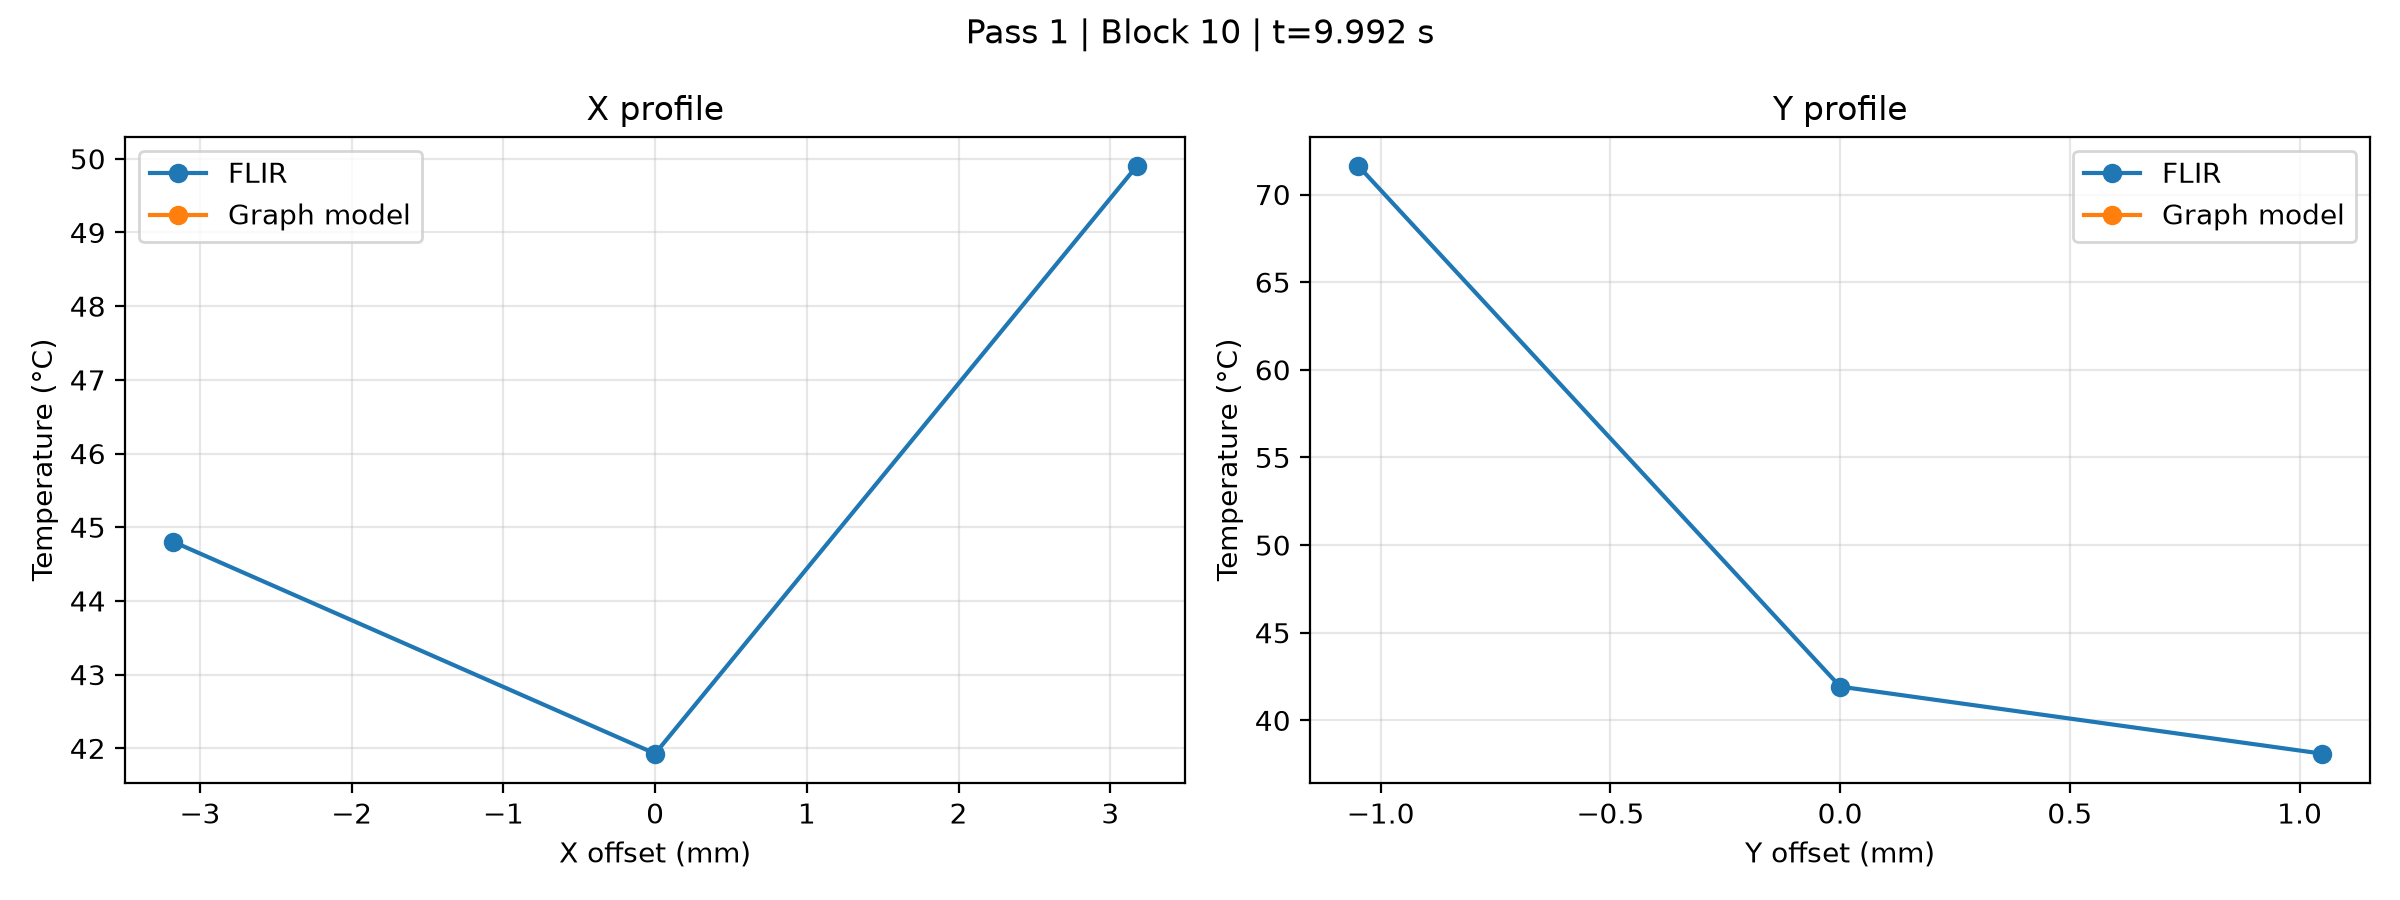 Pass 1 | Block 10 | t=9.992 s
X profile
FLIR
Graph model
50
49
48
47
46
45
44
43
42
Temperature (°C)
−3 −2 −1 0 1 2 3
X offset (mm)
Y profile
FLIR
Graph model
70
65
60
55
50
45
40
Temperature (°C)
−1.0 −0.5 0.0 0.5 1.0
Y offset (mm)